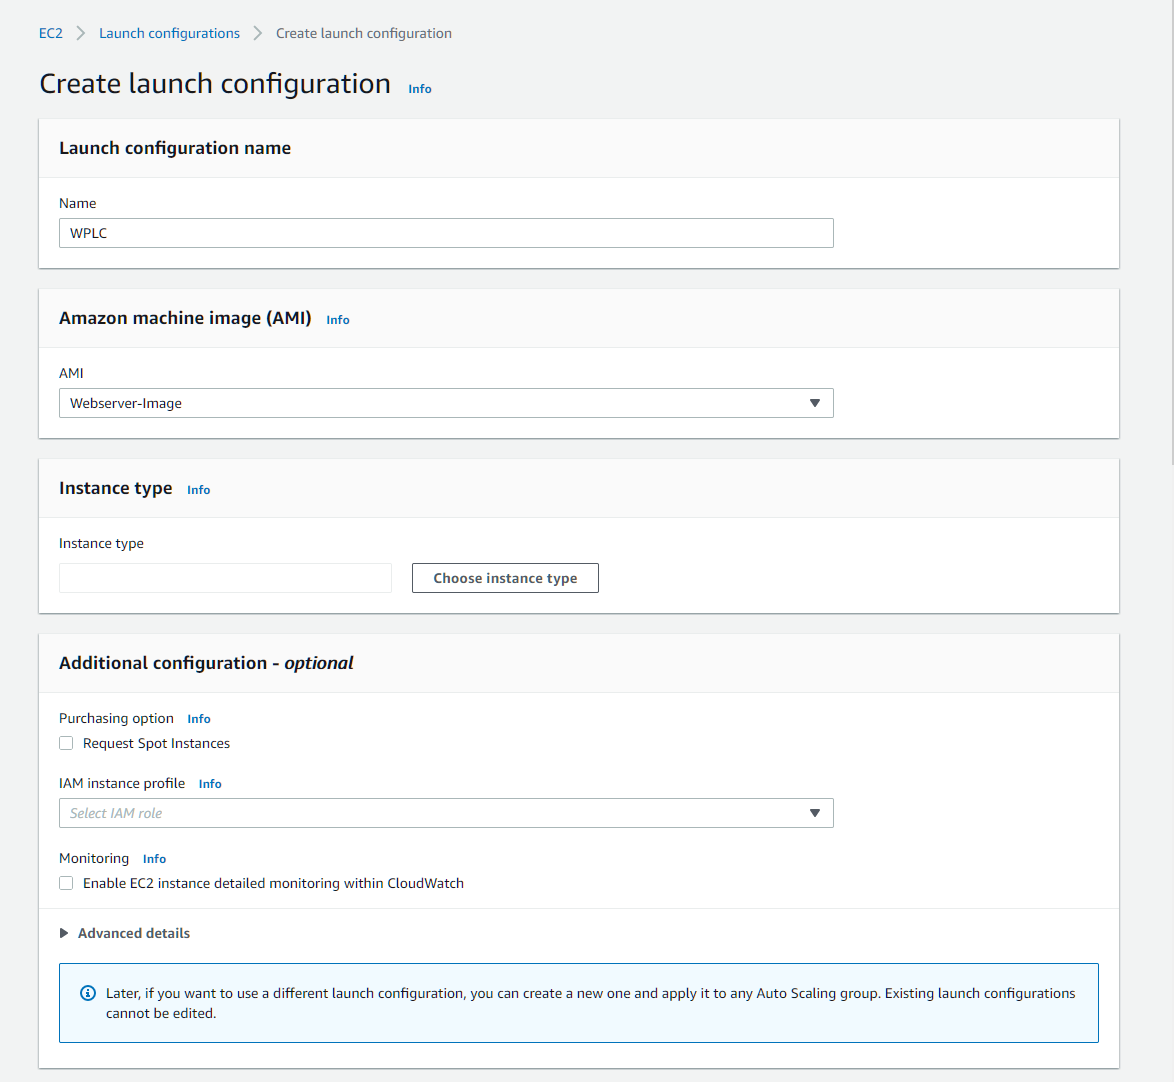 EC2 > Launch configurations > Create launch configuration
Create launch configuration Info
Launch configuration name
Name
WPLC
Amazon machine image (AMI) Info
AMI
Webserver-Image
Instance type Info
Instance type
Choose instance type
Additional configuration - optional
Purchasing option Info
Request Spot Instances
IAM instance profile Info
Select IAM role
Monitoring Info
Enable EC2 instance detailed monitoring within CloudWatch
Advanced details
Later, if you want to use a different launch configuration, you can create a new one and apply it to any Auto Scaling group. Existing launch configurations
cannot be edited.